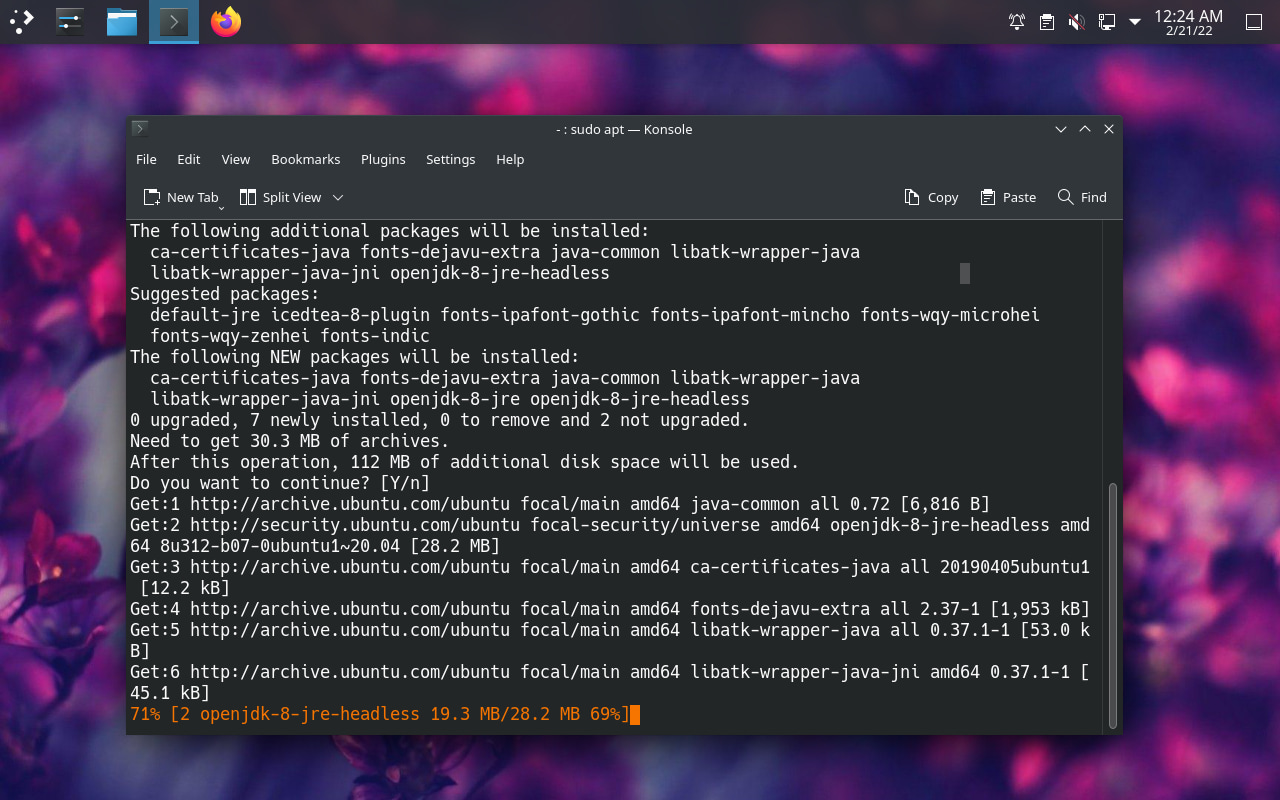 12:24 AM
2/21/22
- : sudo apt — Konsole
File Edit View Bookmarks Plugins Settings Help
New Tab Split View Copy Paste Find
The following additional packages will be installed:
  ca-certificates-java fonts-dejavu-extra java-common libatk-wrapper-java
  libatk-wrapper-java-jni openjdk-8-jre-headless
Suggested packages:
  default-jre icedtea-8-plugin fonts-ipafont-gothic fonts-ipafont-mincho fonts-wqy-microhei
  fonts-wqy-zenhei fonts-indic
The following NEW packages will be installed:
  ca-certificates-java fonts-dejavu-extra java-common libatk-wrapper-java
  libatk-wrapper-java-jni openjdk-8-jre openjdk-8-jre-headless
0 upgraded, 7 newly installed, 0 to remove and 2 not upgraded.
Need to get 30.3 MB of archives.
After this operation, 112 MB of additional disk space will be used.
Do you want to continue? [Y/n]
Get:1 http://archive.ubuntu.com/ubuntu focal/main amd64 java-common all 0.72 [6,816 B]
Get:2 http://security.ubuntu.com/ubuntu focal-security/universe amd64 openjdk-8-jre-headless amd
64 8u312-b07-0ubuntu1~20.04 [28.2 MB]
Get:3 http://archive.ubuntu.com/ubuntu focal/main amd64 ca-certificates-java all 20190405ubuntu1
 [12.2 kB]
Get:4 http://archive.ubuntu.com/ubuntu focal/main amd64 fonts-dejavu-extra all 2.37-1 [1,953 kB]
Get:5 http://archive.ubuntu.com/ubuntu focal/main amd64 libatk-wrapper-java all 0.37.1-1 [53.0 k
B]
Get:6 http://archive.ubuntu.com/ubuntu focal/main amd64 libatk-wrapper-java-jni amd64 0.37.1-1 [
45.1 kB]
71% [2 openjdk-8-jre-headless 19.3 MB/28.2 MB 69%]